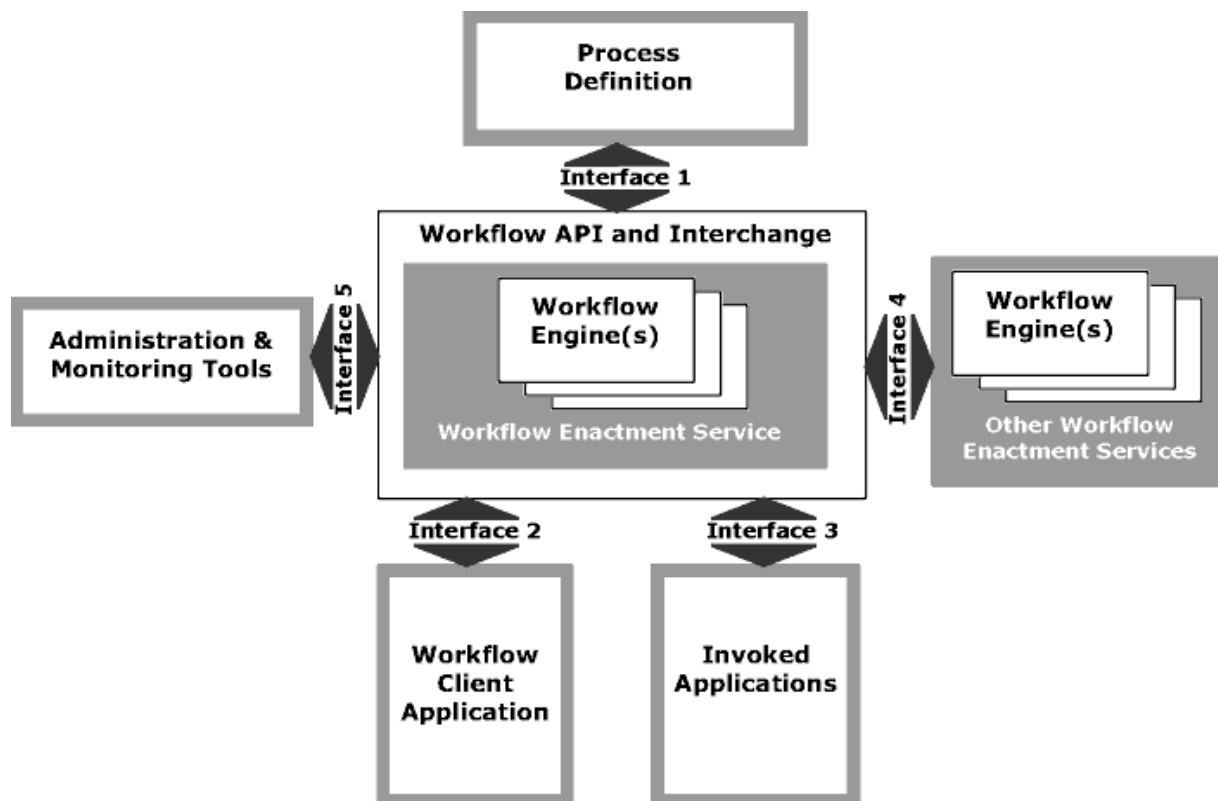 Process
Definition
Interface 1
Workflow API and Interchange
Workflow
Engine(s)
Workflow Enactment Service
Administration &
Monitoring Tools
Interface 5
Interface 4
Workflow
Engine(s)
Other Workflow
Enactment Services
Interface 2
Interface 3
Workflow
Client
Application
Invoked
Applications